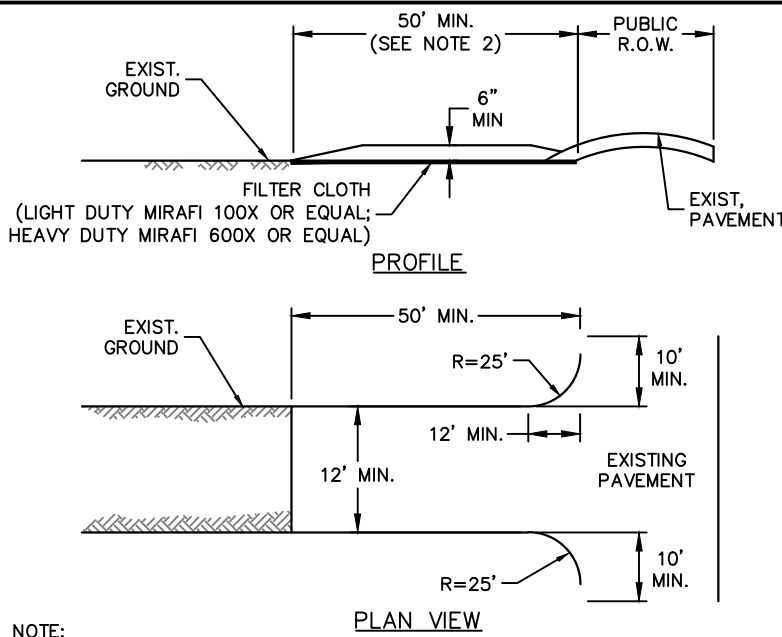 50' MIN.
(SEE NOTE 2)
PUBLIC
R.O.W.
EXIST.
GROUND
6"
MIN
FILTER CLOTH
(LIGHT DUTY MIRAFI 100X OR EQUAL;
HEAVY DUTY MIRAFI 600X OR EQUAL)
EXIST,
PAVEMENT
PROFILE
50' MIN.
EXIST.
GROUND
R=25'
10'
MIN.
12' MIN.
12' MIN.
EXISTING
PAVEMENT
R=25'
10'
MIN.
PLAN VIEW
NOTE: